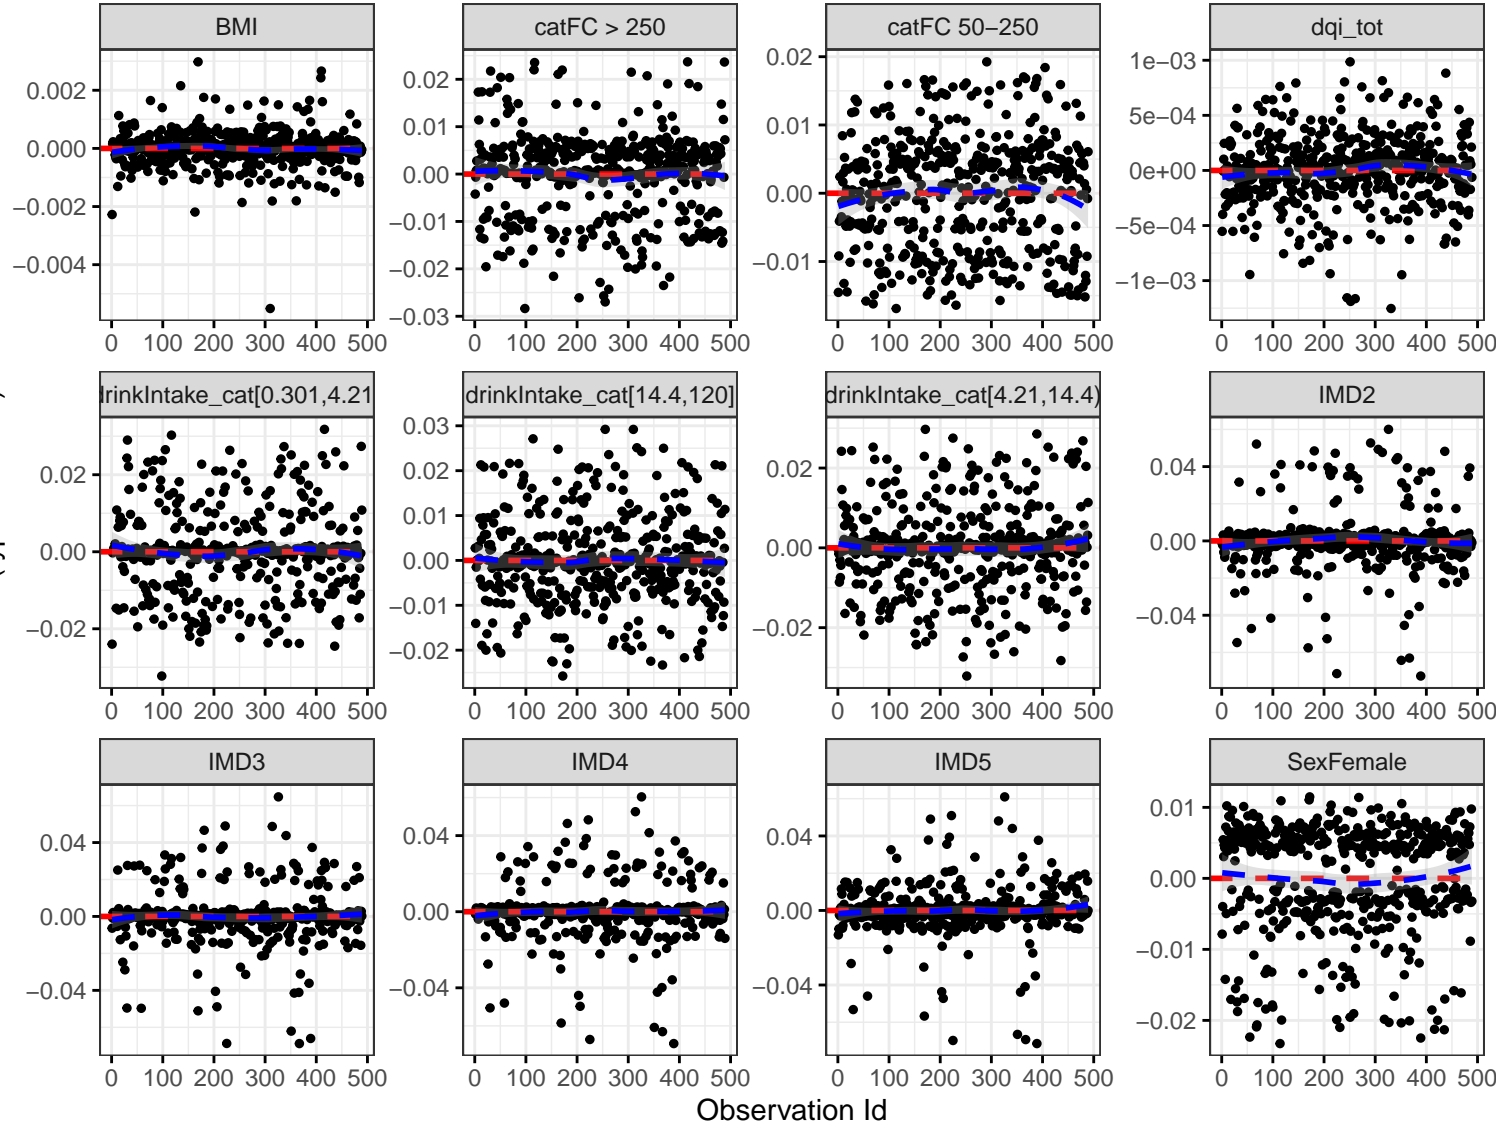 BMI
catFC > 250
catFC 50−250
dqi_tot
0.002
0.000
−0.002
−0.004
0.02
0.01
0.00
−0.01
−0.02
−0.03
0.02
0.01
0.00
−0.01
1e−03
5e−04
0e+00
−5e−04
−1e−03
0 100 200 300 400 500
0 100 200 300 400 500
0 100 200 300 400 500
0 100 200 300 400 500
drinkIntake_cat[0.301,4.21
drinkIntake_cat[14.4,120]
drinkIntake_cat[4.21,14.4)
IMD2
0.02
0.00
−0.02
0.03
0.02
0.01
0.00
−0.01
−0.02
0.02
0.00
−0.02
0.04
0.00
−0.04
0 100 200 300 400 500
0 100 200 300 400 500
0 100 200 300 400 500
0 100 200 300 400 500
IMD3
IMD4
IMD5
SexFemale
0.04
0.00
−0.04
0.04
0.00
−0.04
0.04
0.00
−0.04
0.01
0.00
−0.01
−0.02
0 100 200 300 400 500
0 100 200 300 400 500
0 100 200 300 400 500
0 100 200 300 400 500
Observation Id